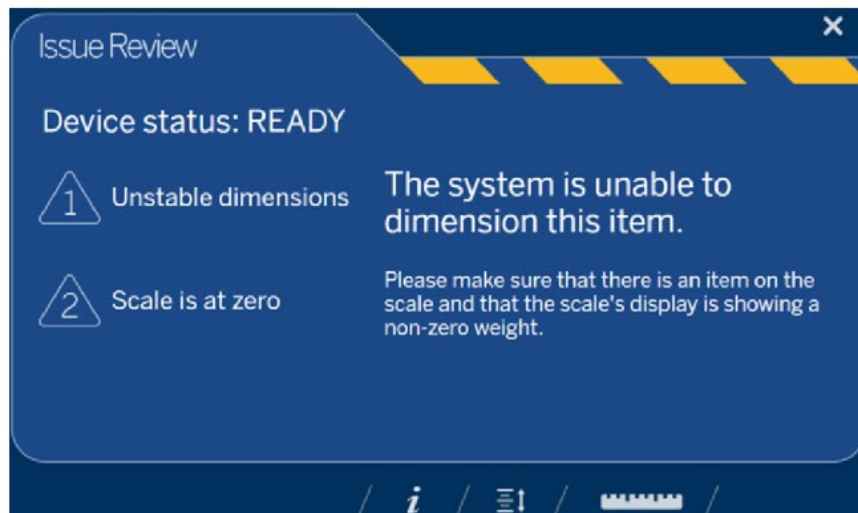 Issue Review
Device status: READY
1 Unstable dimensions
2 Scale is at zero
The system is unable to
dimension this item.
Please make sure that there is an item on the
scale and that the scale's display is showing a
non-zero weight.